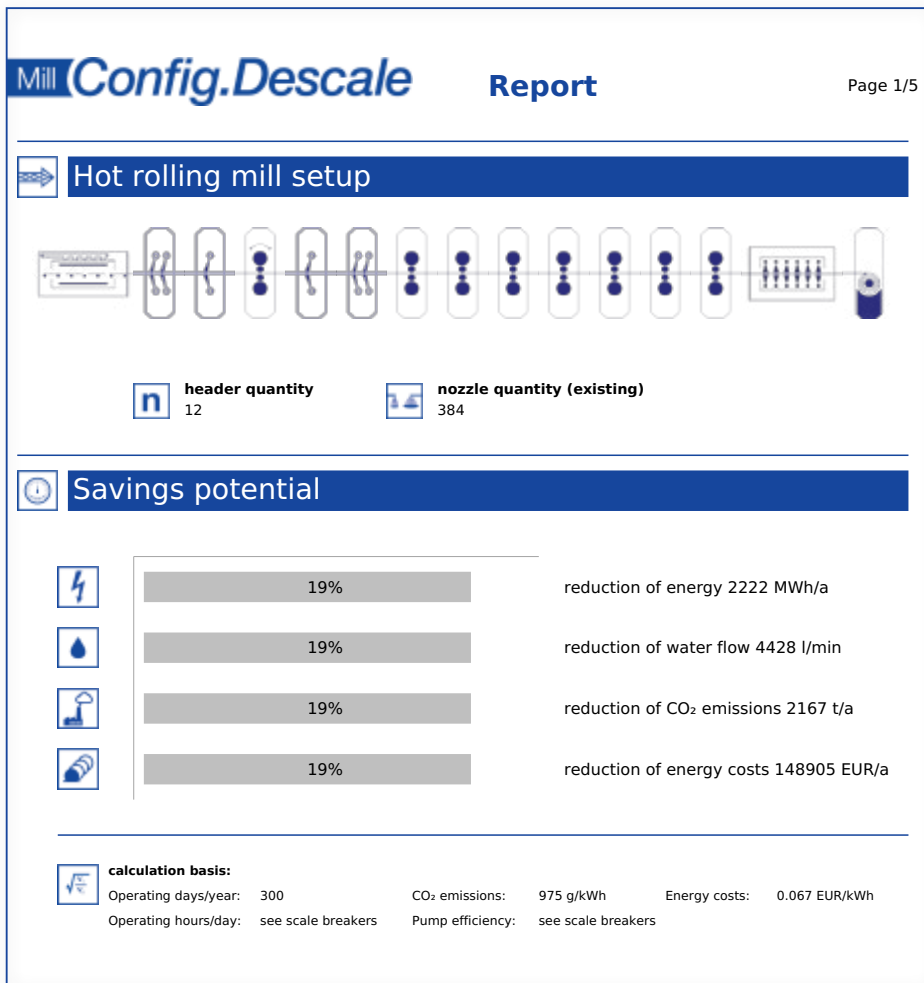 Mill Config.Descale Report Page 1/5
Hot rolling mill setup
n header quantity nozzle quantity (existing)
12 384
Savings potential
19% reduction of energy 2222 MWh/a
19% reduction of water flow 4428 l/min
19% reduction of CO₂ emissions 2167 t/a
19% reduction of energy costs 148905 EUR/a
calculation basis:
Operating days/year: 300 CO₂ emissions: 975 g/kWh Energy costs: 0.067 EUR/kWh
Operating hours/day: see scale breakers Pump efficiency: see scale breakers